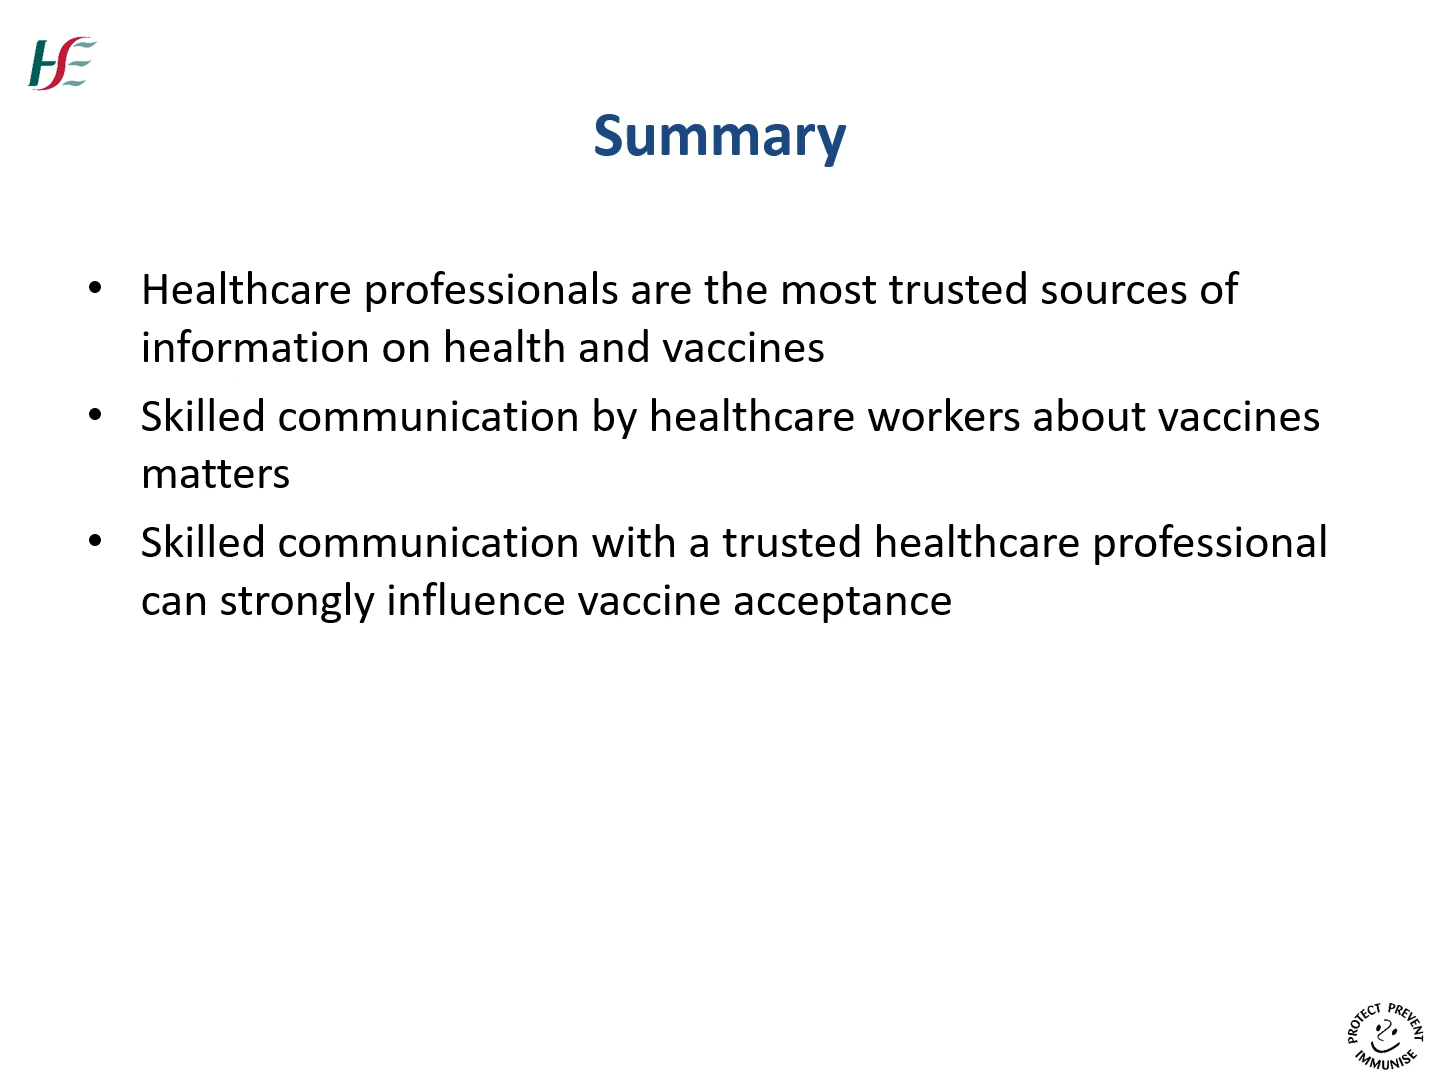 HSE
Summary
• Healthcare professionals are the most trusted sources of
information on health and vaccines
• Skilled communication by healthcare workers about vaccines
matters
• Skilled communication with a trusted healthcare professional
can strongly influence vaccine acceptance
PROTECT PREVENT
IMMUNISE